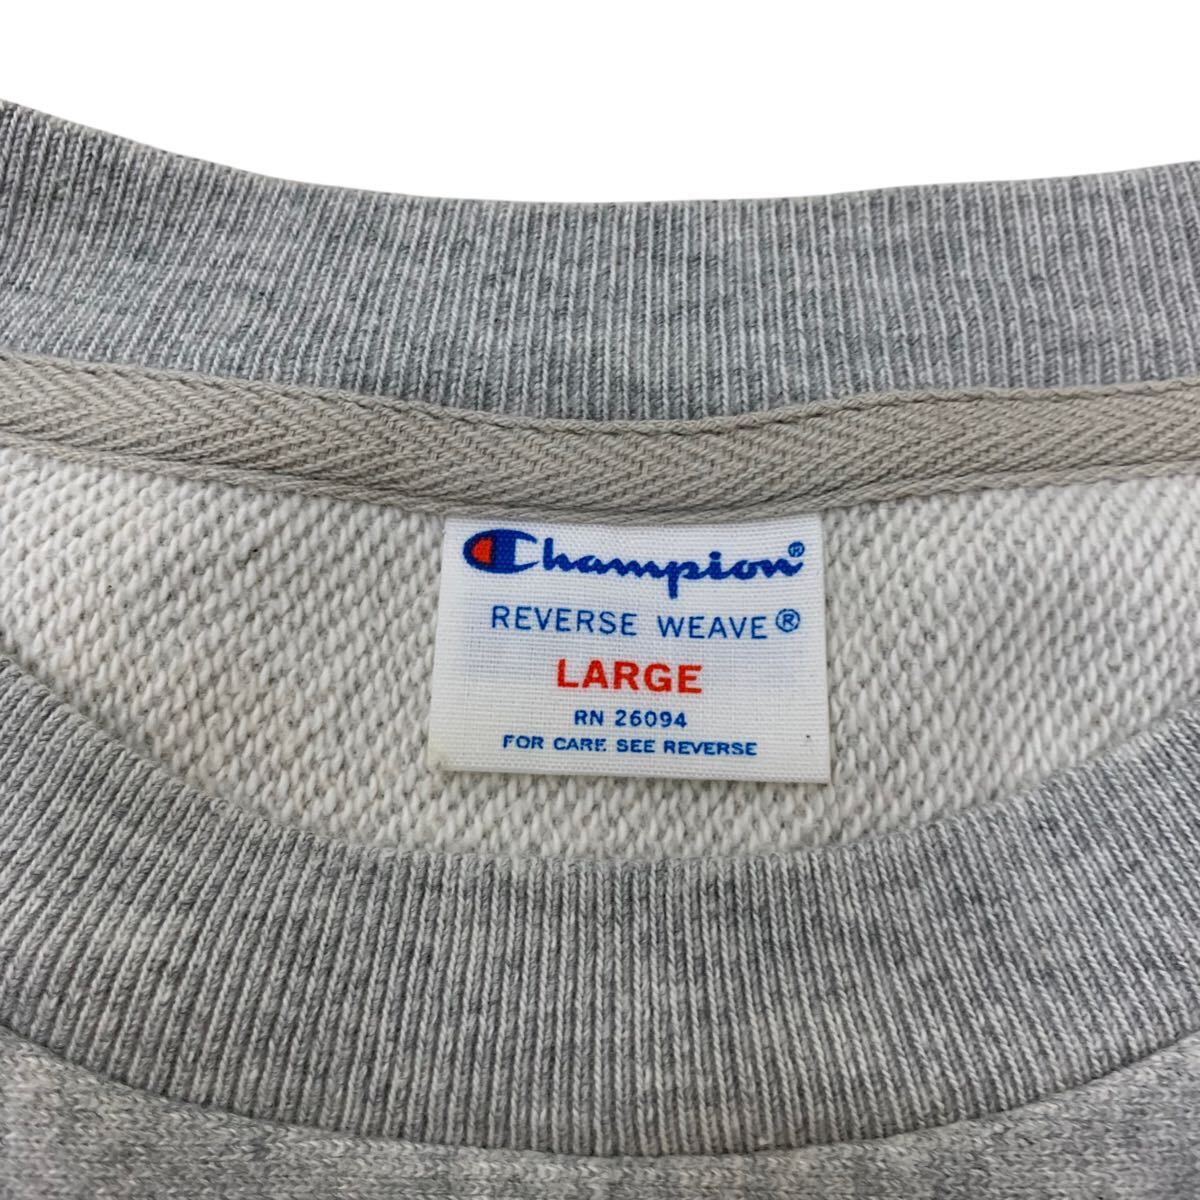 Champion®
REVERSE WEAVE®
LARGE
RN 26094
FOR CARE SEE REVERSE